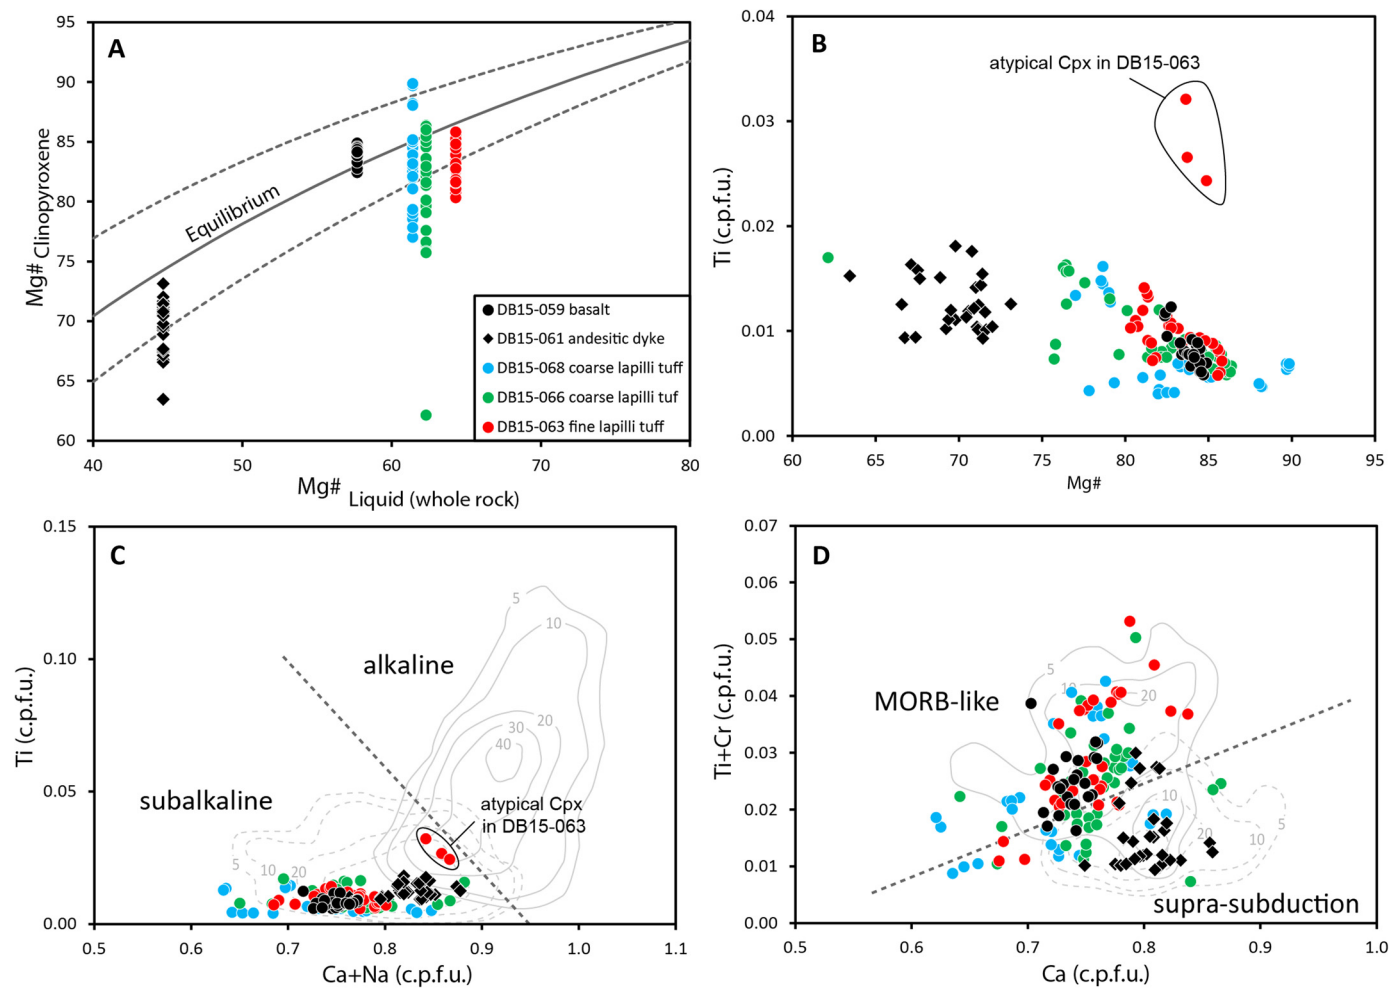 95
90
85
80
75
70
65
60
A
Equilibrium
Mg# Clinopyroxene
DB15-059 basalt
DB15-061 andesitic dyke
DB15-068 coarse lapilli tuff
DB15-066 coarse lapilli tuf
DB15-063 fine lapilli tuff
40
50
60
70
80
Mg# Liquid (whole rock)
0.04
0.03
0.02
0.01
0.00
B
atypical Cpx in DB15-063
Ti (c.p.f.u.)
60
65
70
75
80
85
90
95
Mg#
0.15
0.10
0.05
0.00
C
5
10
alkaline
20
30
40
subalkaline
atypical Cpx
in DB15-063
5
10
20
Ti (c.p.f.u.)
0.5
0.6
0.7
0.8
0.9
1.0
1.1
Ca+Na (c.p.f.u.)
0.07
0.06
0.05
0.04
0.03
0.02
0.01
0.00
D
5
10
20
MORB-like
10
20
5
10
supra-subduction
Ti+Cr (c.p.f.u.)
0.5
0.6
0.7
0.8
0.9
1.0
Ca (c.p.f.u.)